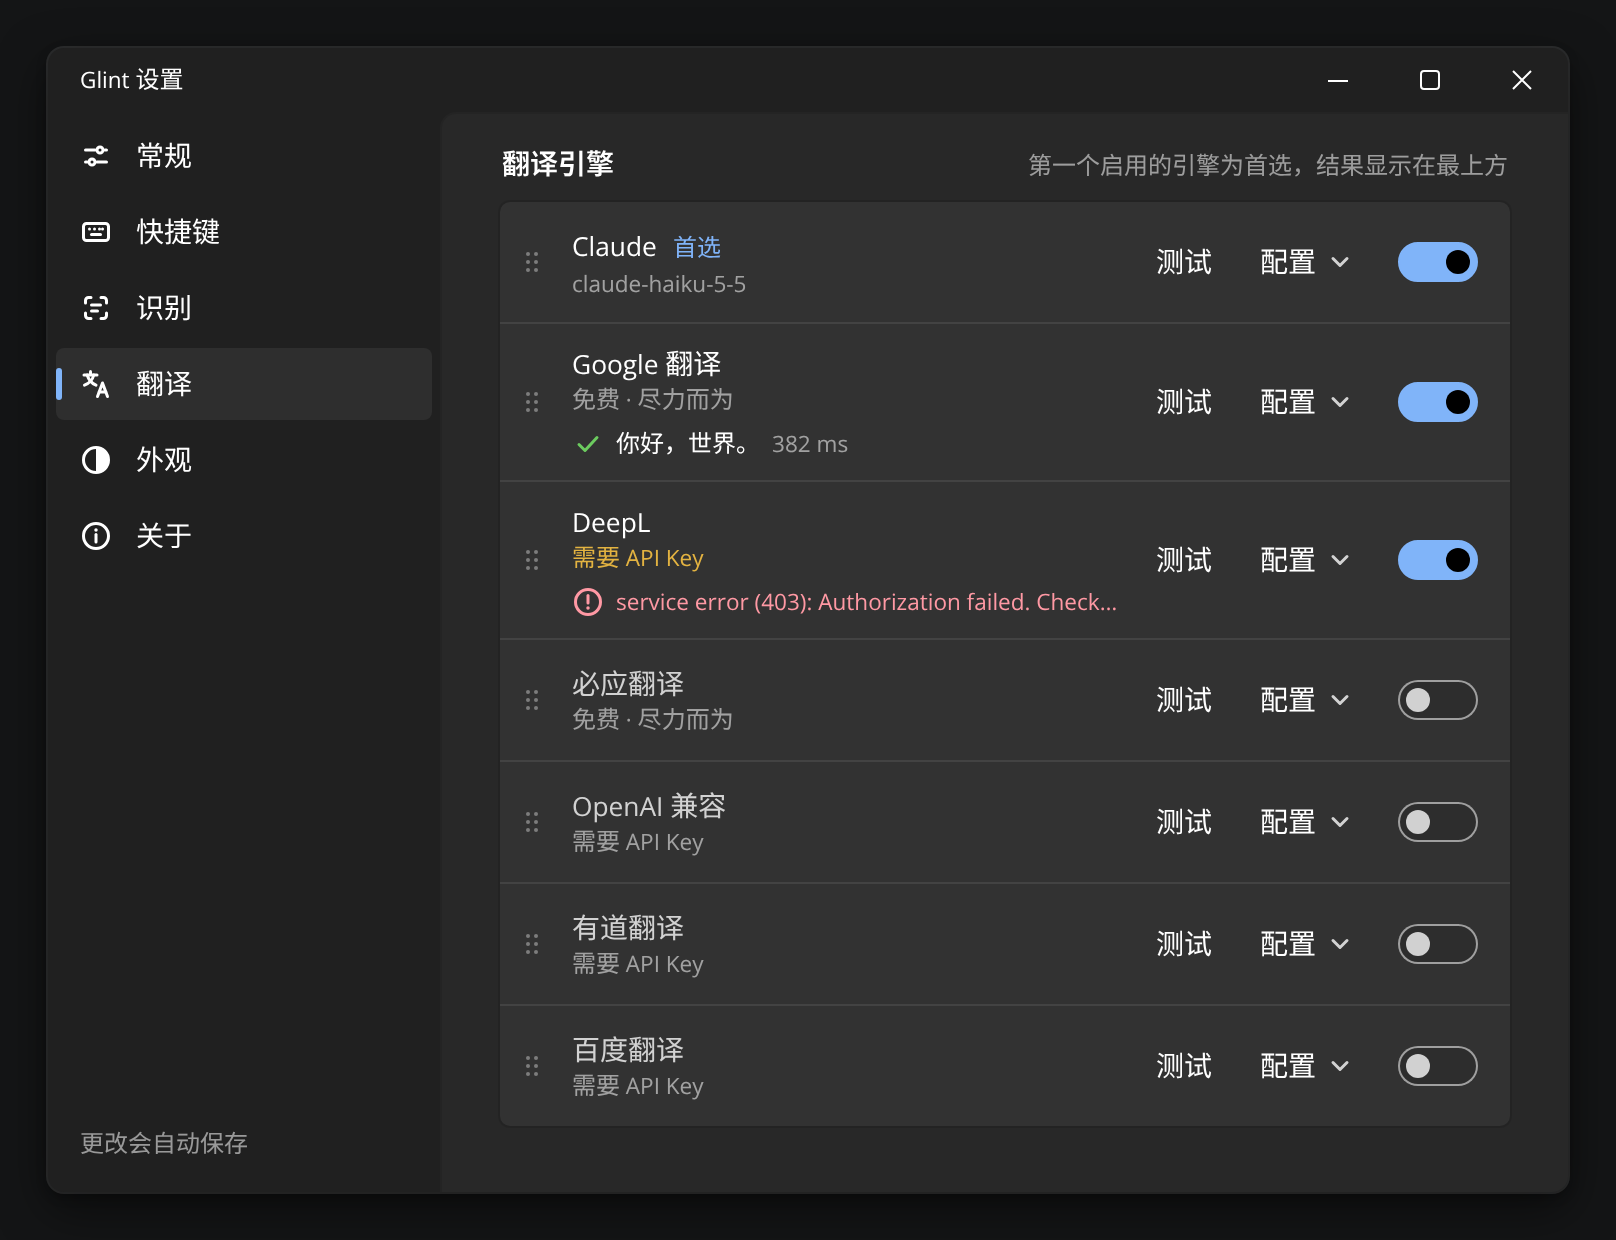 Glint 设置
常规
快捷键
识别
翻译
外观
关于
更改会自动保存
翻译引擎
第一个启用的引擎为首选，结果显示在最上方
Claude 首选
claude-haiku-5-5
测试 配置
Google 翻译
免费 · 尽力而为
你好，世界。 382 ms
测试 配置
DeepL
需要 API Key
service error (403): Authorization failed. Check...
测试 配置
必应翻译
免费 · 尽力而为
测试 配置
OpenAI 兼容
需要 API Key
测试 配置
有道翻译
需要 API Key
测试 配置
百度翻译
需要 API Key
测试 配置